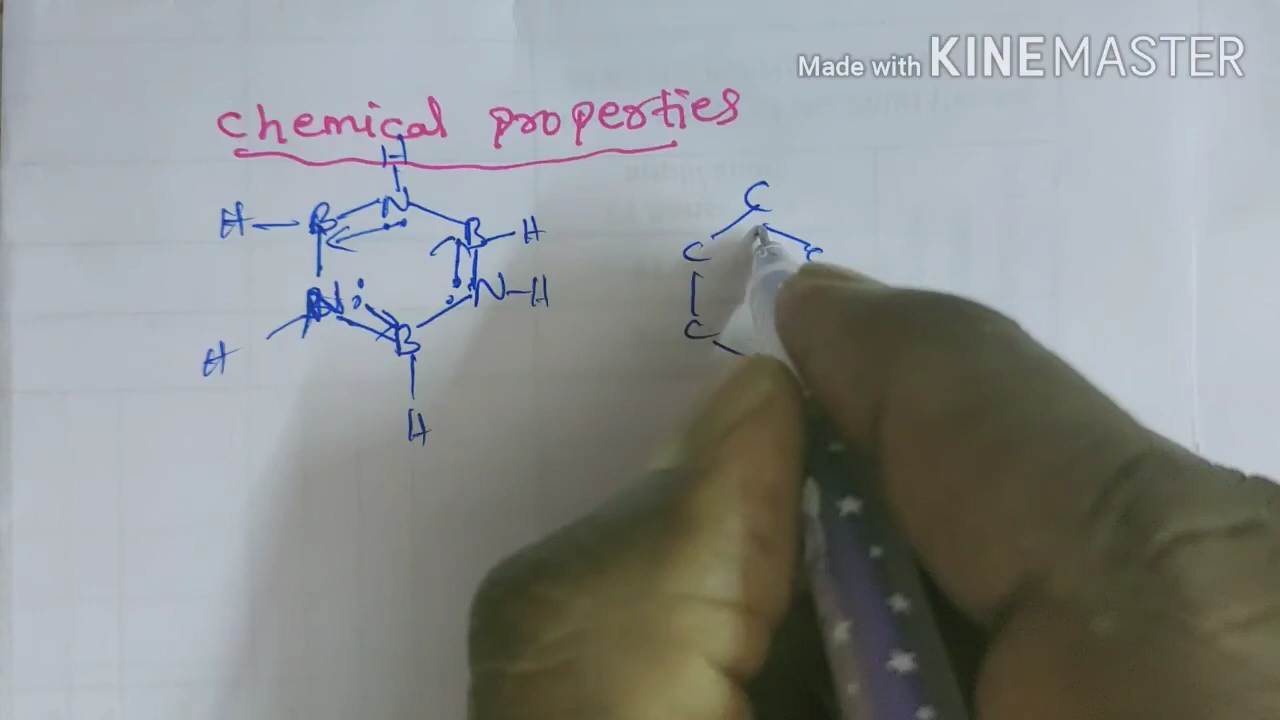 Made with KINEMASTER
chemical properties
H
H B N
B H
N N H
B
H
H
C
C C
C